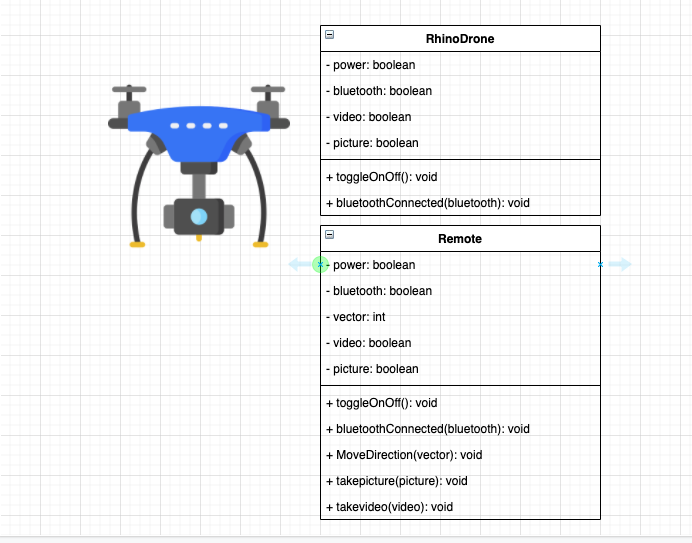 RhinoDrone
- power: boolean
- bluetooth: boolean
- video: boolean
- picture: boolean
+ toggleOnOff(): void
+ bluetoothConnected(bluetooth): void
Remote
- power: boolean
- bluetooth: boolean
- vector: int
- video: boolean
- picture: boolean
+ toggleOnOff(): void
+ bluetoothConnected(bluetooth): void
+ MoveDirection(vector): void
+ takepicture(picture): void
+ takevideo(video): void